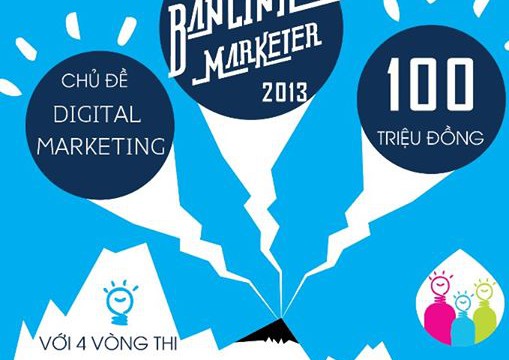 MARKETER
2013
CHỦ ĐỀ
DIGITAL
MARKETING
100
TRIỆU ĐỒNG
VỚI 4 VÒNG THI